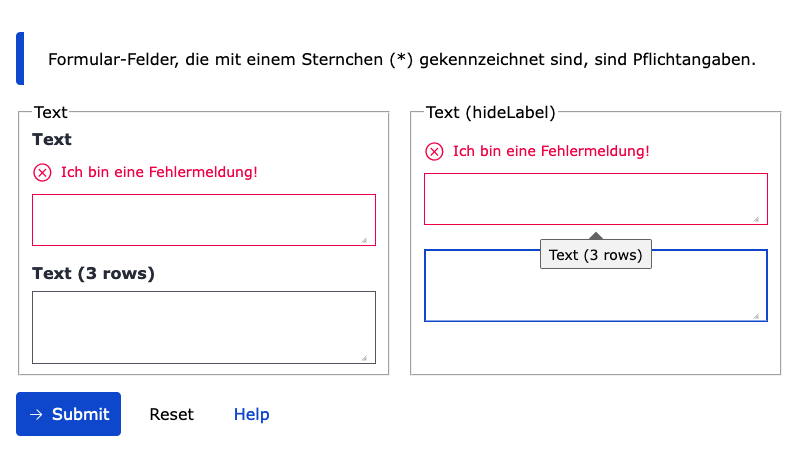 Formular-Felder, die mit einem Sternchen (*) gekennzeichnet sind, sind Pflichtangaben.
Text
Text
Ich bin eine Fehlermeldung!
Text (3 rows)
Text (hideLabel)
Ich bin eine Fehlermeldung!
Text (3 rows)
Submit
Reset
Help